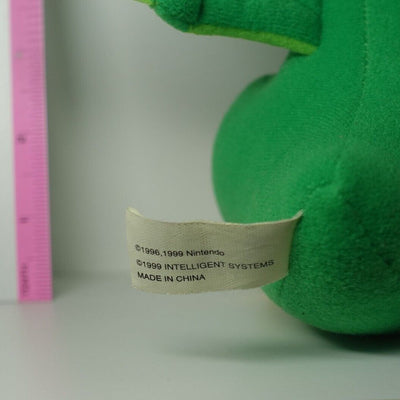 ©1996,1999 Nintendo
©1999 INTELLIGENT SYSTEMS
MADE IN CHINA